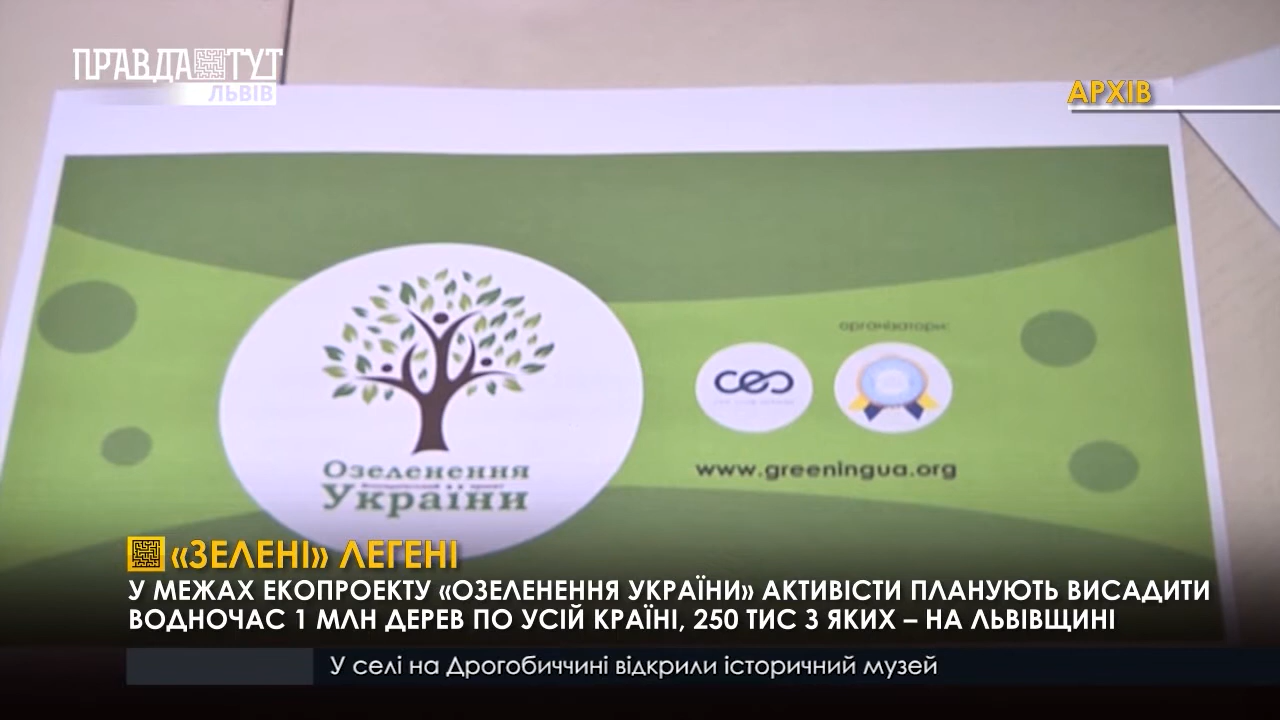 ПРАВДА ТУТ
ЛЬВІВ
АРХІВ
організатори:
ceo
www.greeningua.org
Озеленення
України
«ЗЕЛЕНІ» ЛЕГЕНІ
У МЕЖАХ ЕКОПРОЕКТУ «ОЗЕЛЕНЕННЯ УКРАЇНИ» АКТИВІСТИ ПЛАНУЮТЬ ВИСАДИТИ
ВОДНОЧАС 1 МЛН ДЕРЕВ ПО УСІЙ КРАЇНІ, 250 ТИС З ЯКИХ – НА ЛЬВІВЩИНІ
У селі на Дрогобиччині відкрили історичний музей